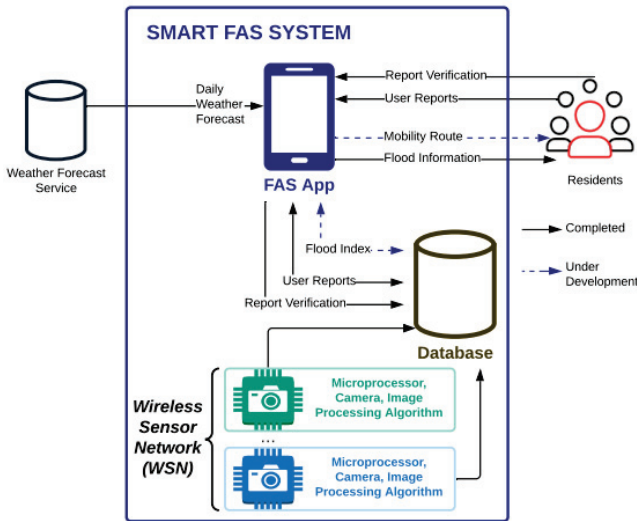 SMART FAS SYSTEM
Report Verification
Daily
Weather
Forecast
User Reports
Mobility Route
Flood Information
Weather Forecast
Service
FAS App
Residents
Completed
Flood Index
Under
Development
User Reports
Report Verification
Database
Wireless
Sensor
Network
(WSN)
Microprocessor,
Camera, Image
Processing Algorithm
...
Microprocessor,
Camera, Image
Processing Algorithm